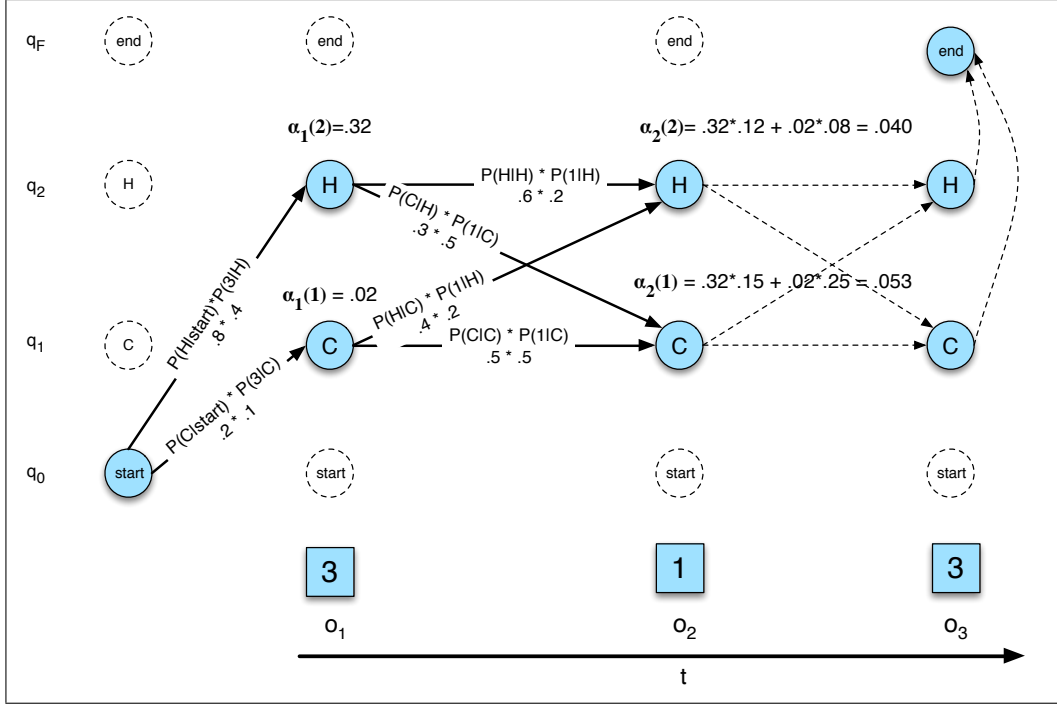 q_F end end end end
α₁(2)=.32
α₂(2)= .32*.12 + .02*.08 = .040
q₂ H H H H
P(H|H) * P(1|H)
.6 * .2
P(C|H) * P(1|C)
.3 * .5
P(H|start)*P(3|H)
.8 * .4
α₁(1) = .02
α₂(1) = .32*.15 + .02*.25 = .053
P(H|C) * P(1|H)
.4 * .2
q₁ C C C C
P(C|C) * P(1|C)
.5 * .5
P(C|start) * P(3|C)
.2 * .1
q₀ start start start start
3 1 3
o₁ o₂ o₃
t